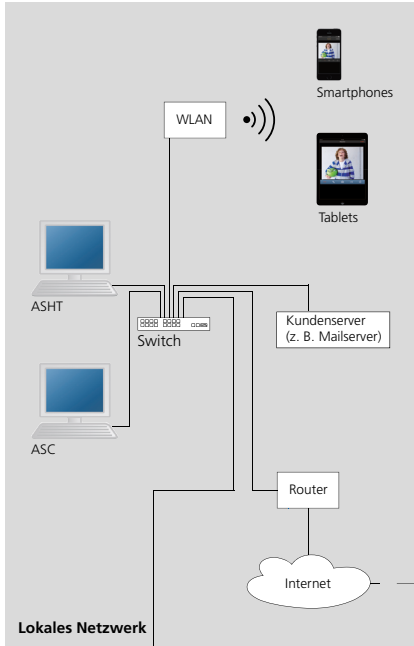 Smartphones
WLAN
Tablets
ASHT
Switch
Kundenserver
(z. B. Mailserver)
ASC
Router
Internet
Lokales Netzwerk